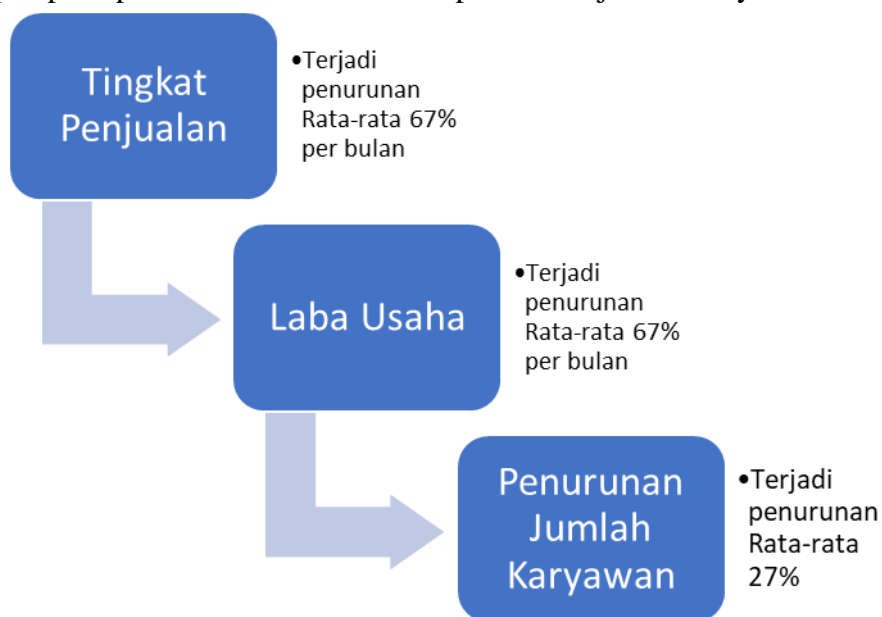 Tingkat
Penjualan
•Terjadi
penurunan
Rata-rata 67%
per bulan
Laba Usaha
•Terjadi
penurunan
Rata-rata 67%
per bulan
Penurunan
Jumlah
Karyawan
•Terjadi
penurunan
Rata-rata
27%